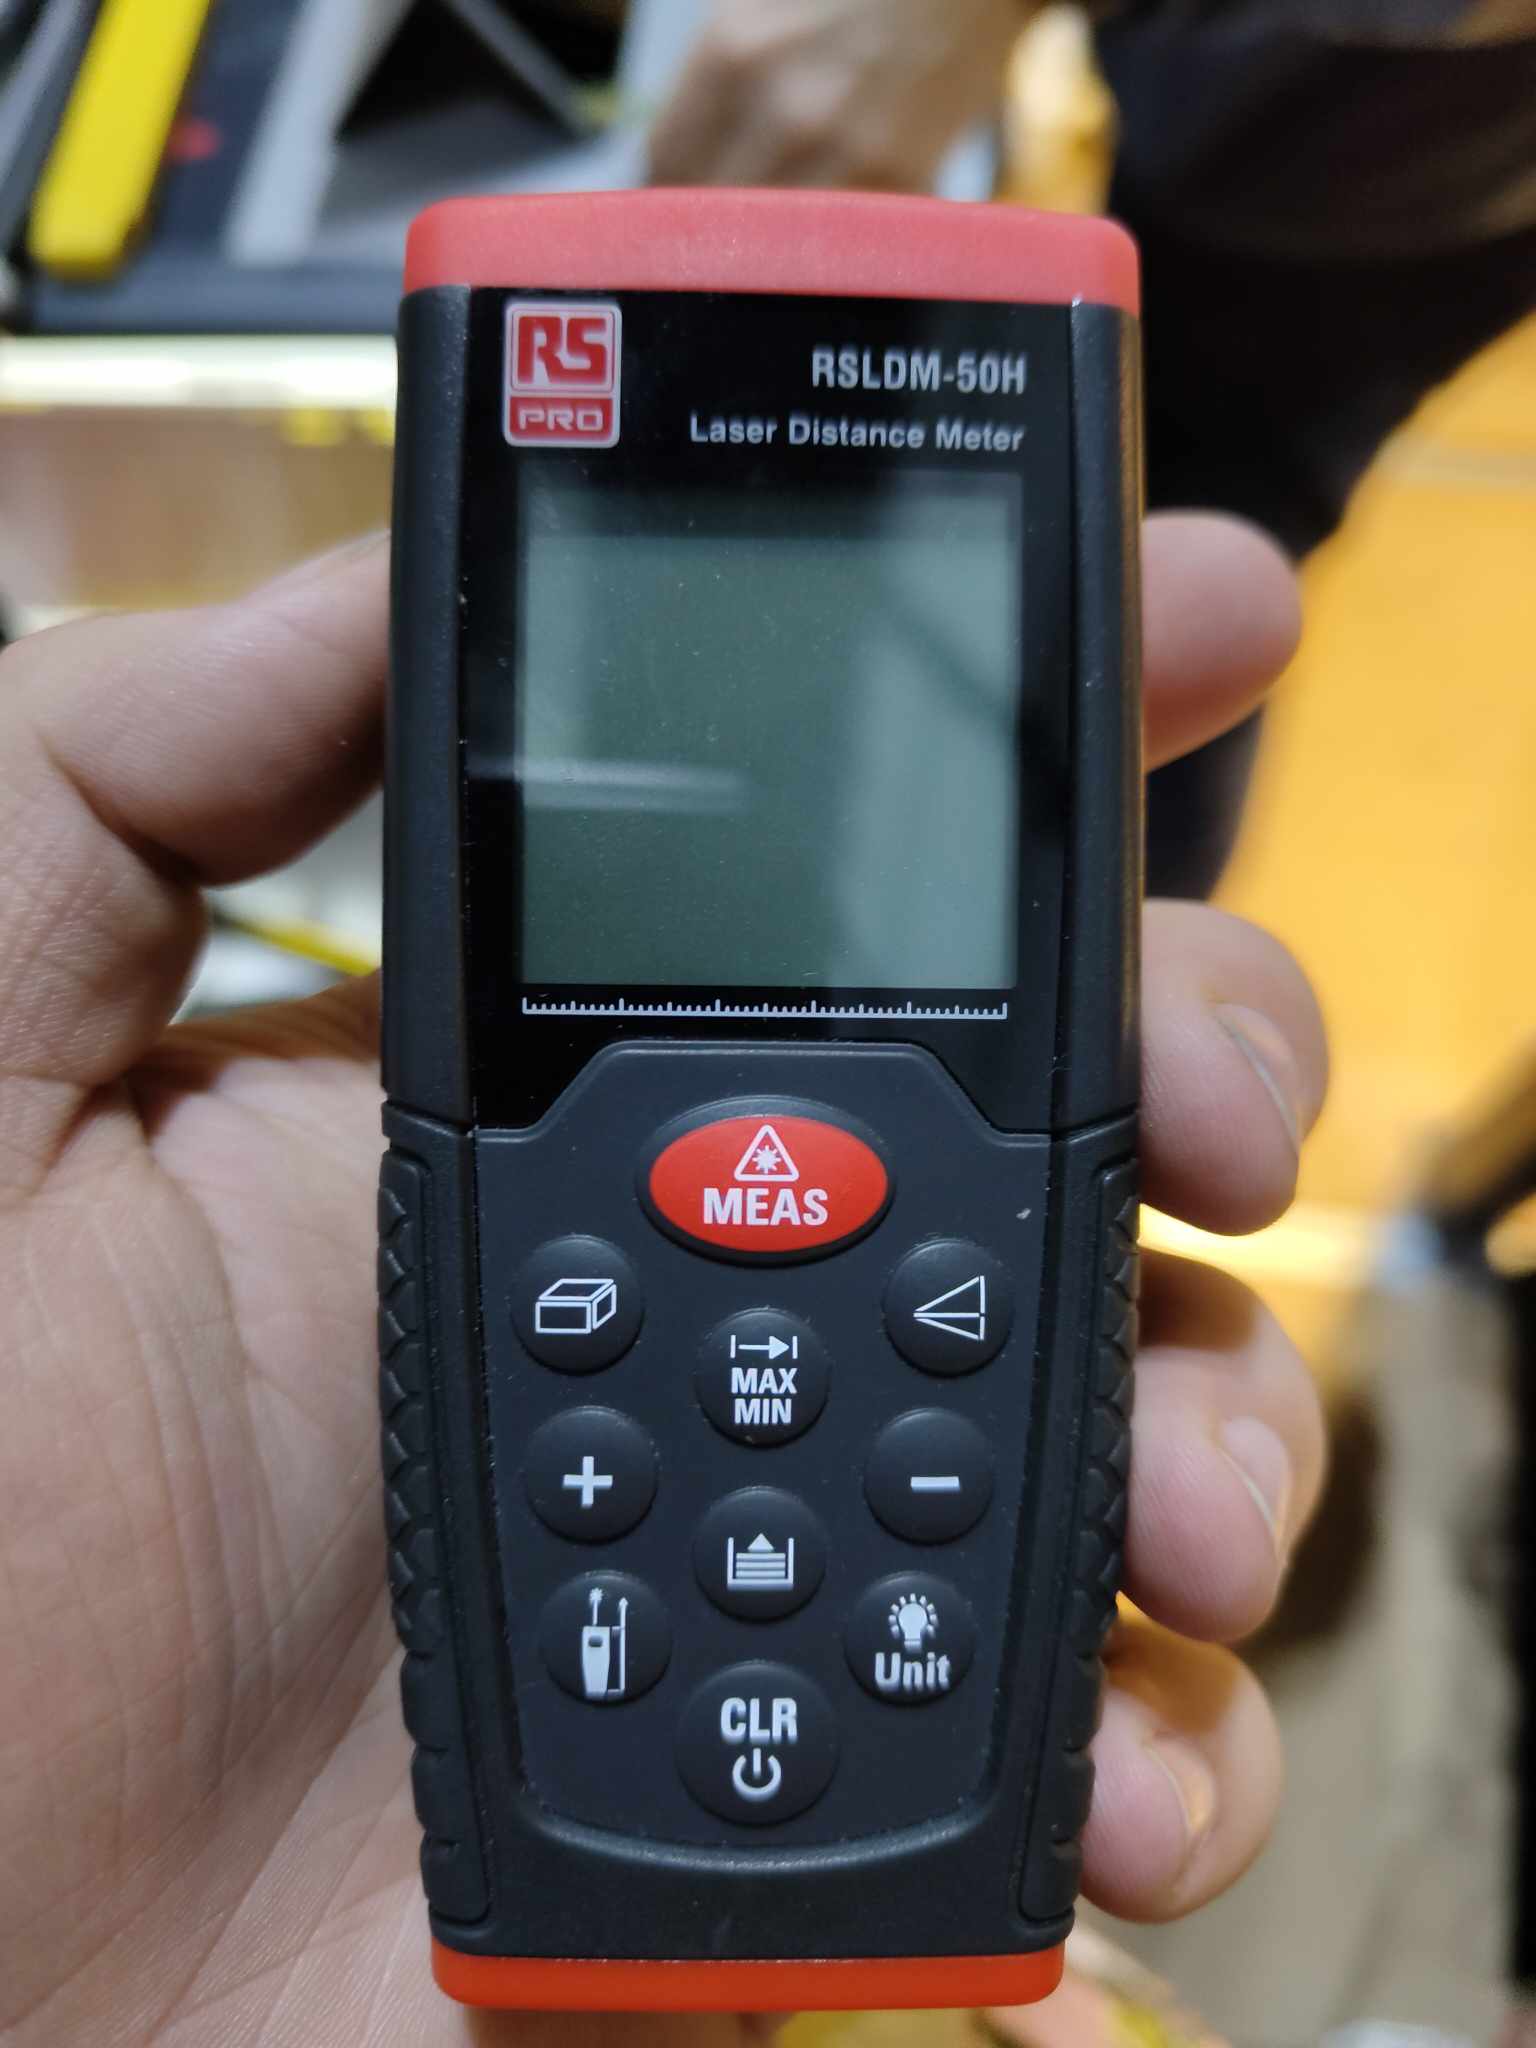 RS
PRO
RSLDM-50H
Laser Distance Meter
MEAS
MAX
MIN
+
−
Unit
CLR